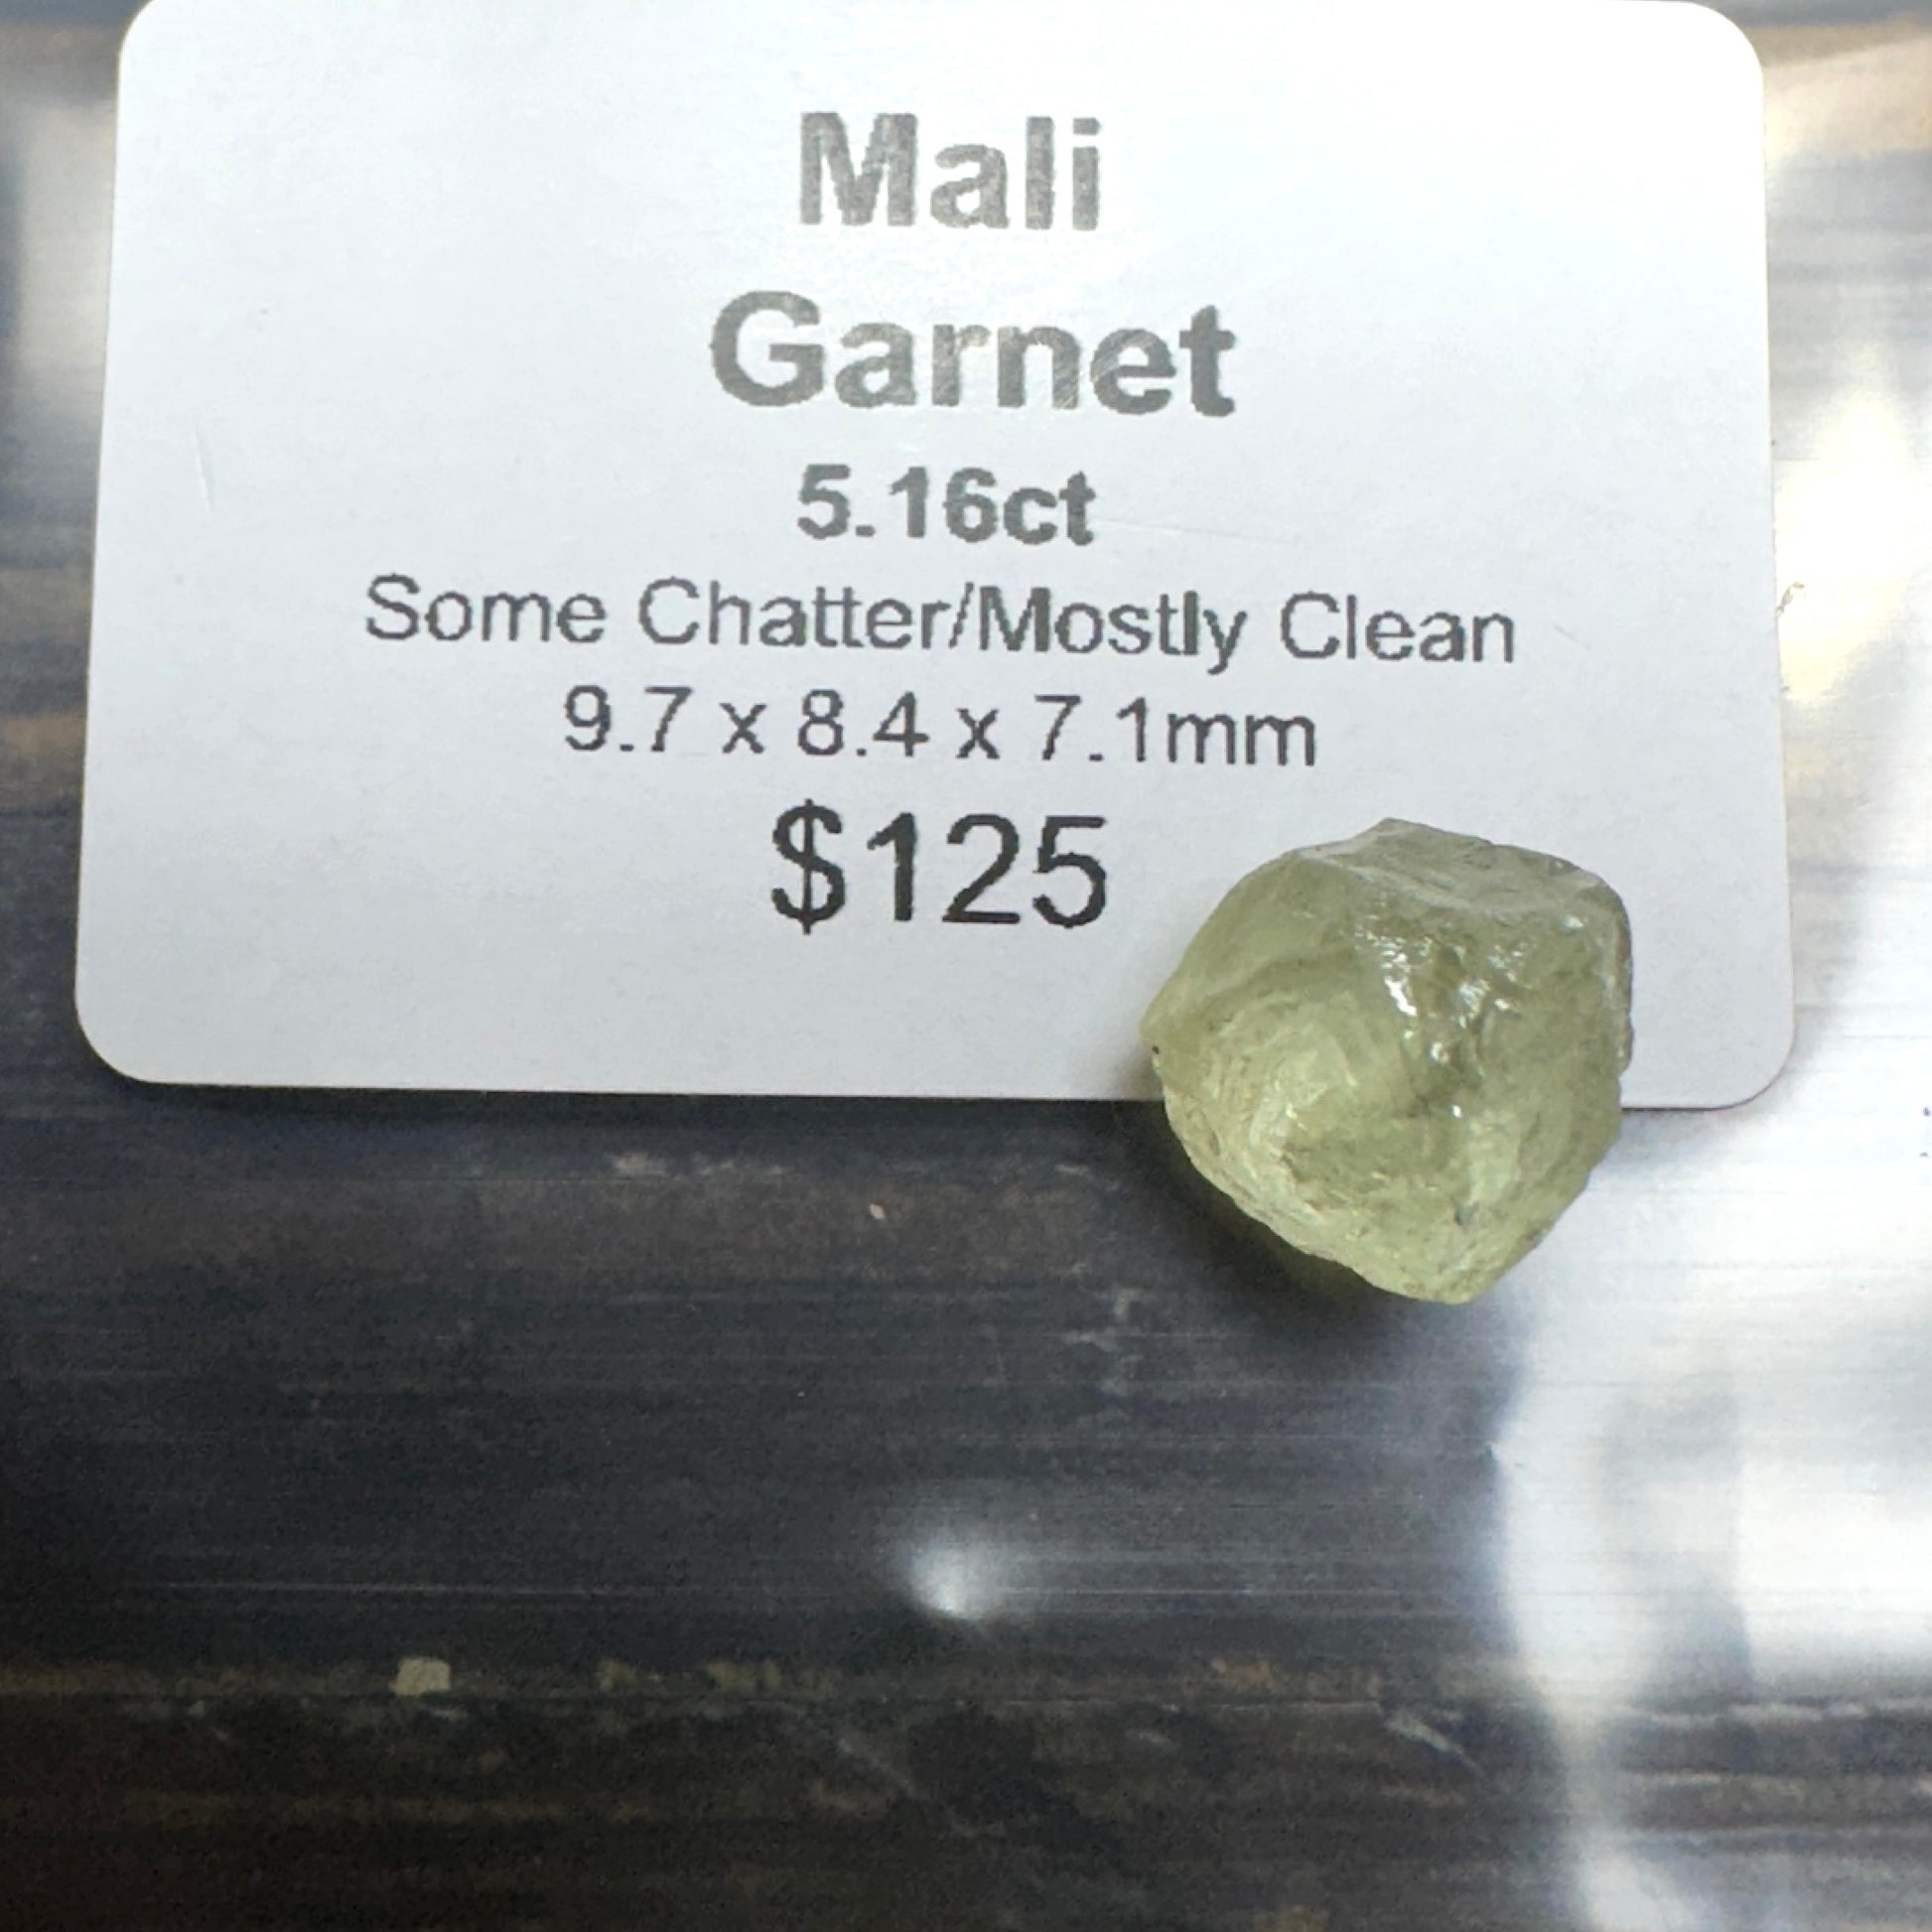 Mali
Garnet
5.16ct
Some Chatter/Mostly Clean
9.7 x 8.4 x 7.1mm
$125